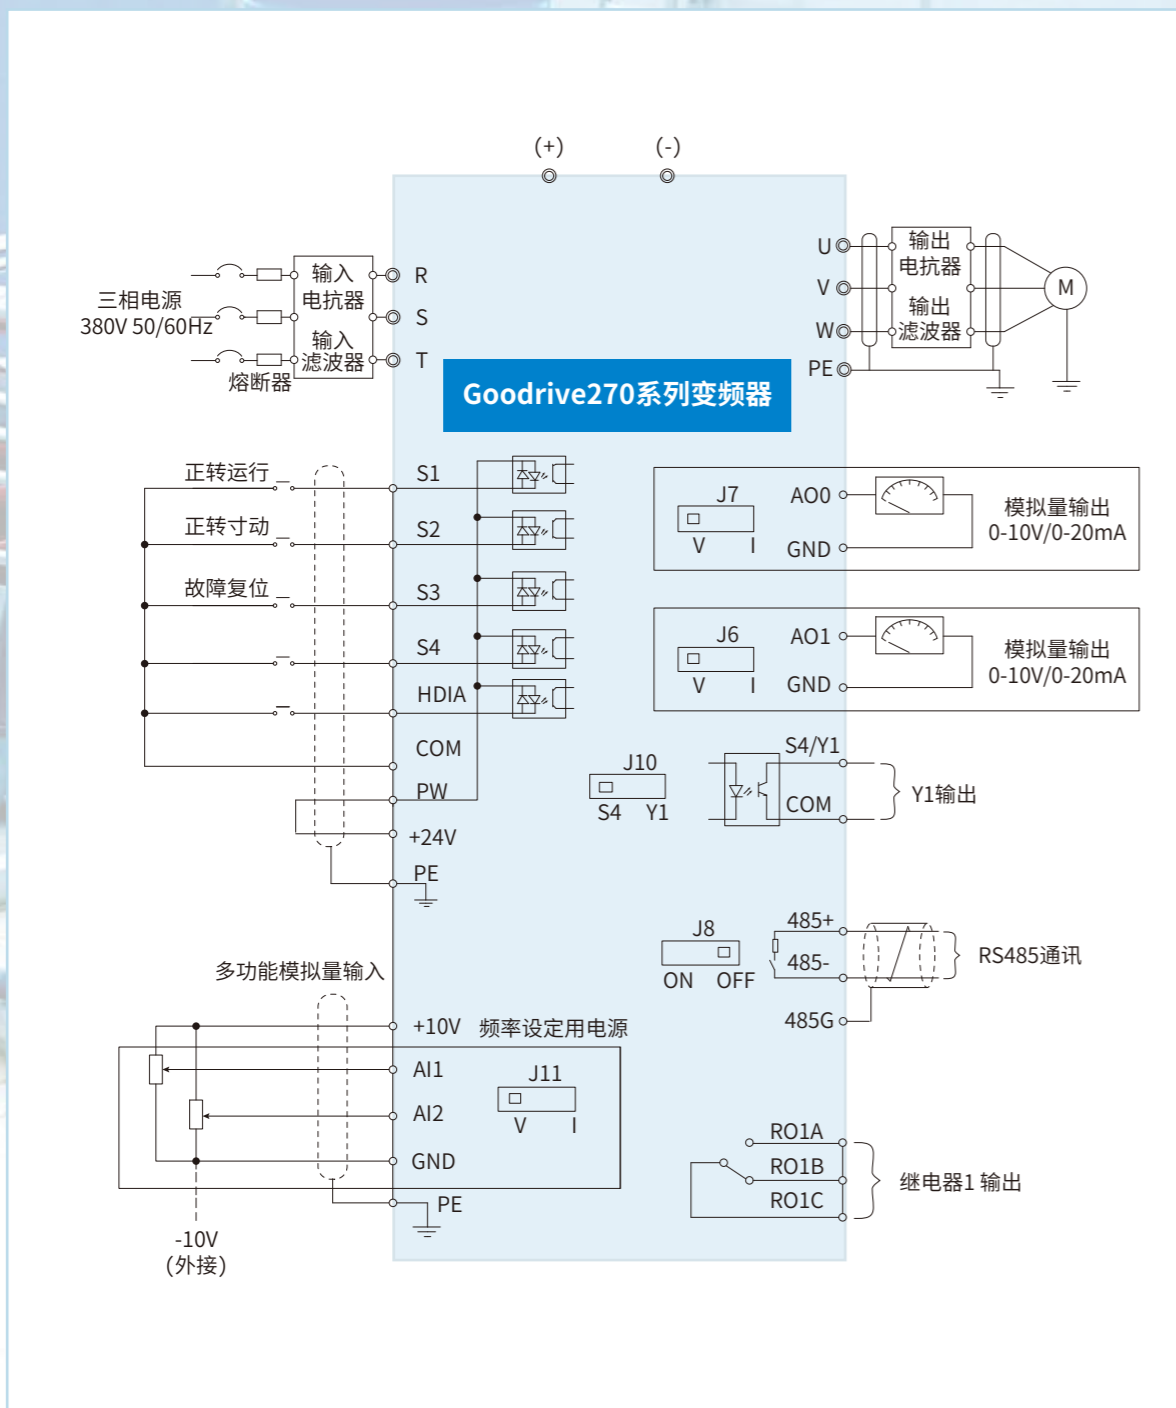 (+)
(-)
三相电源
380V 50/60Hz
熔断器
输入
电抗器
输入
滤波器
R
S
T
U
V
W
PE
输出
电抗器
输出
滤波器
M
Goodrive270系列变频器
正转运行
正转寸动
故障复位
S1
S2
S3
S4
HDIA
COM
PW
+24V
PE
J7
V I
AO0
GND
模拟量输出
0-10V/0-20mA
J6
V I
AO1
GND
模拟量输出
0-10V/0-20mA
J10
S4 Y1
S4/Y1
COM
Y1输出
J8
ON OFF
485+
485-
485G
RS485通讯
多功能模拟量输入
+10V 频率设定用电源
AI1
AI2
GND
PE
J11
V I
-10V
(外接)
RO1A
RO1B
RO1C
继电器1 输出